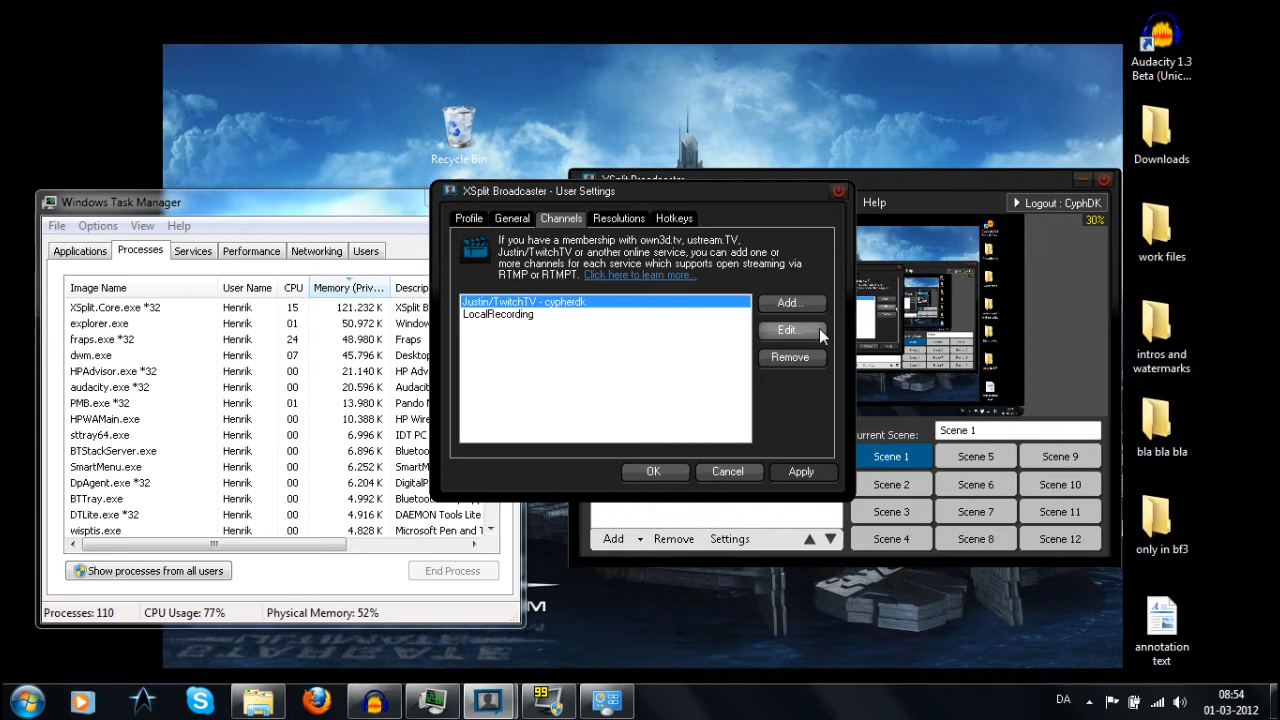 Audacity 1.3
Beta (Unic...
Downloads
work files
intros and
watermarks
bla bla bla
only in bf3
annotation
text
Recycle Bin
Windows Task Manager
File Options View Help
Applications Processes Services Performance Networking Users
Image Name User Name CPU Memory (Priv... Descrip
XSplit.Core.exe *32 Henrik 15 121.232 K XSplit B
explorer.exe Henrik 01 50.972 K Window
fraps.exe *32 Henrik 24 48.980 K Fraps
dwm.exe Henrik 07 45.796 K Desktop
HPAdvisor.exe *32 Henrik 00 41.372 K HP Adv
audacity.exe *32 Henrik 00 20.596 K Audacit
PMB.exe *32 Henrik 01 13.980 K PMB.ex
HPWAMain.exe Henrik 00 10.388 K HP Wire
sttray64.exe Henrik 00 6.996 K IDT PC
BTStackServer.exe Henrik 00 6.896 K Bluetoo
SmartMenu.exe Henrik 00 6.252 K SmartM
DpAgent.exe *32 Henrik 00 6.204 K DigitalP
BTTray.exe Henrik 00 4.992 K Bluetoo
DTLite.exe *32 Henrik 00 4.916 K DAEMON Tools Lite
wisptis.exe Henrik 00 4.828 K Microsoft Pen and T
Show processes from all users End Process
Processes: 110 CPU Usage: 77% Physical Memory: 52%
XSplit Broadcaster
Help Logout : CyphDK
30%
XSplit Broadcaster - User Settings
Profile General Channels Resolutions Hotkeys
If you have a membership with own3d.tv, ustream.TV,
Justin/TwitchTV or another online service, you can add one or
more channels for each service which supports open streaming via
RTMP or RTMPT. Click here to learn more...
Justin/TwitchTV - cypherdk
LocalRecording
Add...
Edit...
Remove
OK Cancel Apply
urrent Scene: Scene 1
Scene 1 Scene 5 Scene 9
Scene 2 Scene 6 Scene 10
Scene 3 Scene 7 Scene 11
Scene 4 Scene 8 Scene 12
Add Remove Settings
M
99
DA
08:54
01-03-2012